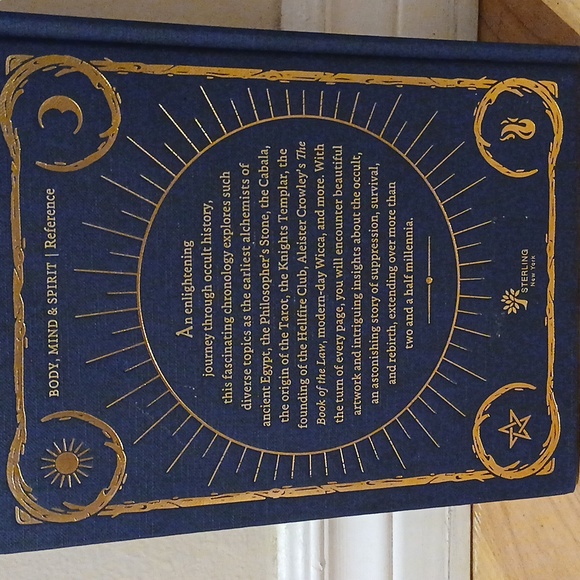 BODY, MIND & SPIRIT | Reference
An enlightening
journey through occult history,
this fascinating chronology explores such
diverse topics as the earliest alchemists of
ancient Egypt, the Philosopher's Stone, the Cabala,
the origin of the Tarot, the Knights Templar, the
founding of the Hellfire Club, Aleister Crowley's The
Book of the Law, modern-day Wicca, and more. With
the turn of every page, you will encounter beautiful
artwork and intriguing insights about the occult,
an astonishing story of suppression, survival,
and rebirth, extending over more than
two and a half millennia.
STERLING
New York